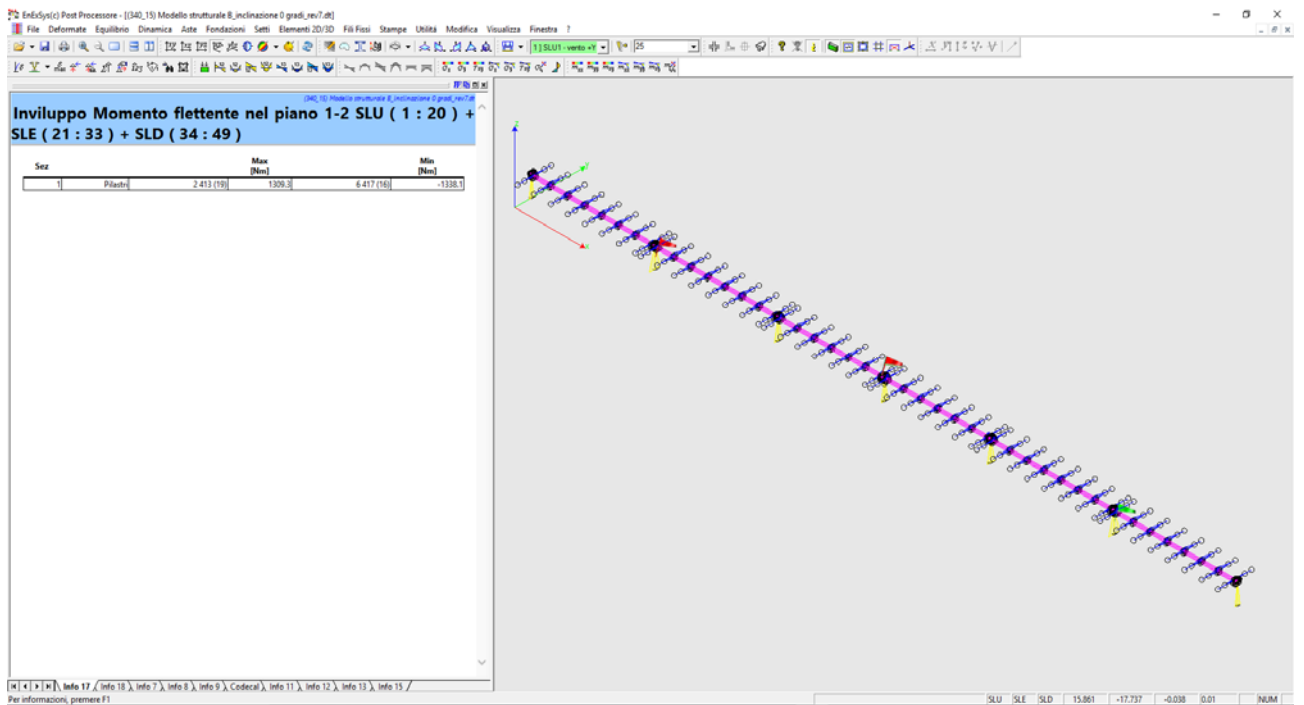 EnExSys(c) Post Processore - [(340_15) Modello strutturale B_inclinazione 0 gradi_rev7.dt]
File Deformate Equilibrio Dinamica Aste Fondazioni Setti Elementi 2D/3D Fili Fissi Stampe Utilità Modifica Visualizza Finestra ?
1] SLU1 - vento +Y 25
(340_15) Modello strutturale B_inclinazione 0 gradi_rev7.dt
Inviluppo Momento flettente nel piano 1-2 SLU ( 1 : 20 ) +
SLE ( 21 : 33 ) + SLD ( 34 : 49 )
Sez Max [Nm] Min [Nm]
1 Pilastri 2 413 (19) 1309.3 6 417 (16) -1338.1
z
y
x
Info 17 Info 18 Info 7 Info 8 Info 9 Codecal Info 11 Info 12 Info 13 Info 15
Per informazioni, premere F1 SLU SLE SLD 15.861 -17.737 -0.038 0.01 NUM